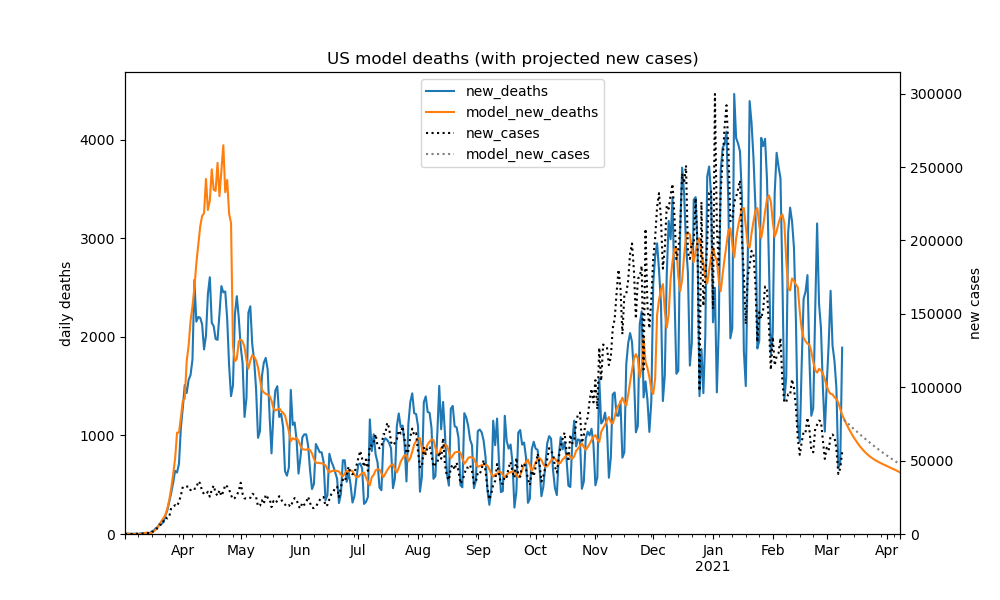 US model deaths (with projected new cases)
new_deaths
model_new_deaths
new_cases
model_new_cases
daily deaths
4000
3000
2000
1000
0
300000
250000
200000
150000
100000
50000
0
new cases
Apr May Jun Jul Aug Sep Oct Nov Dec Jan Feb Mar Apr
2021